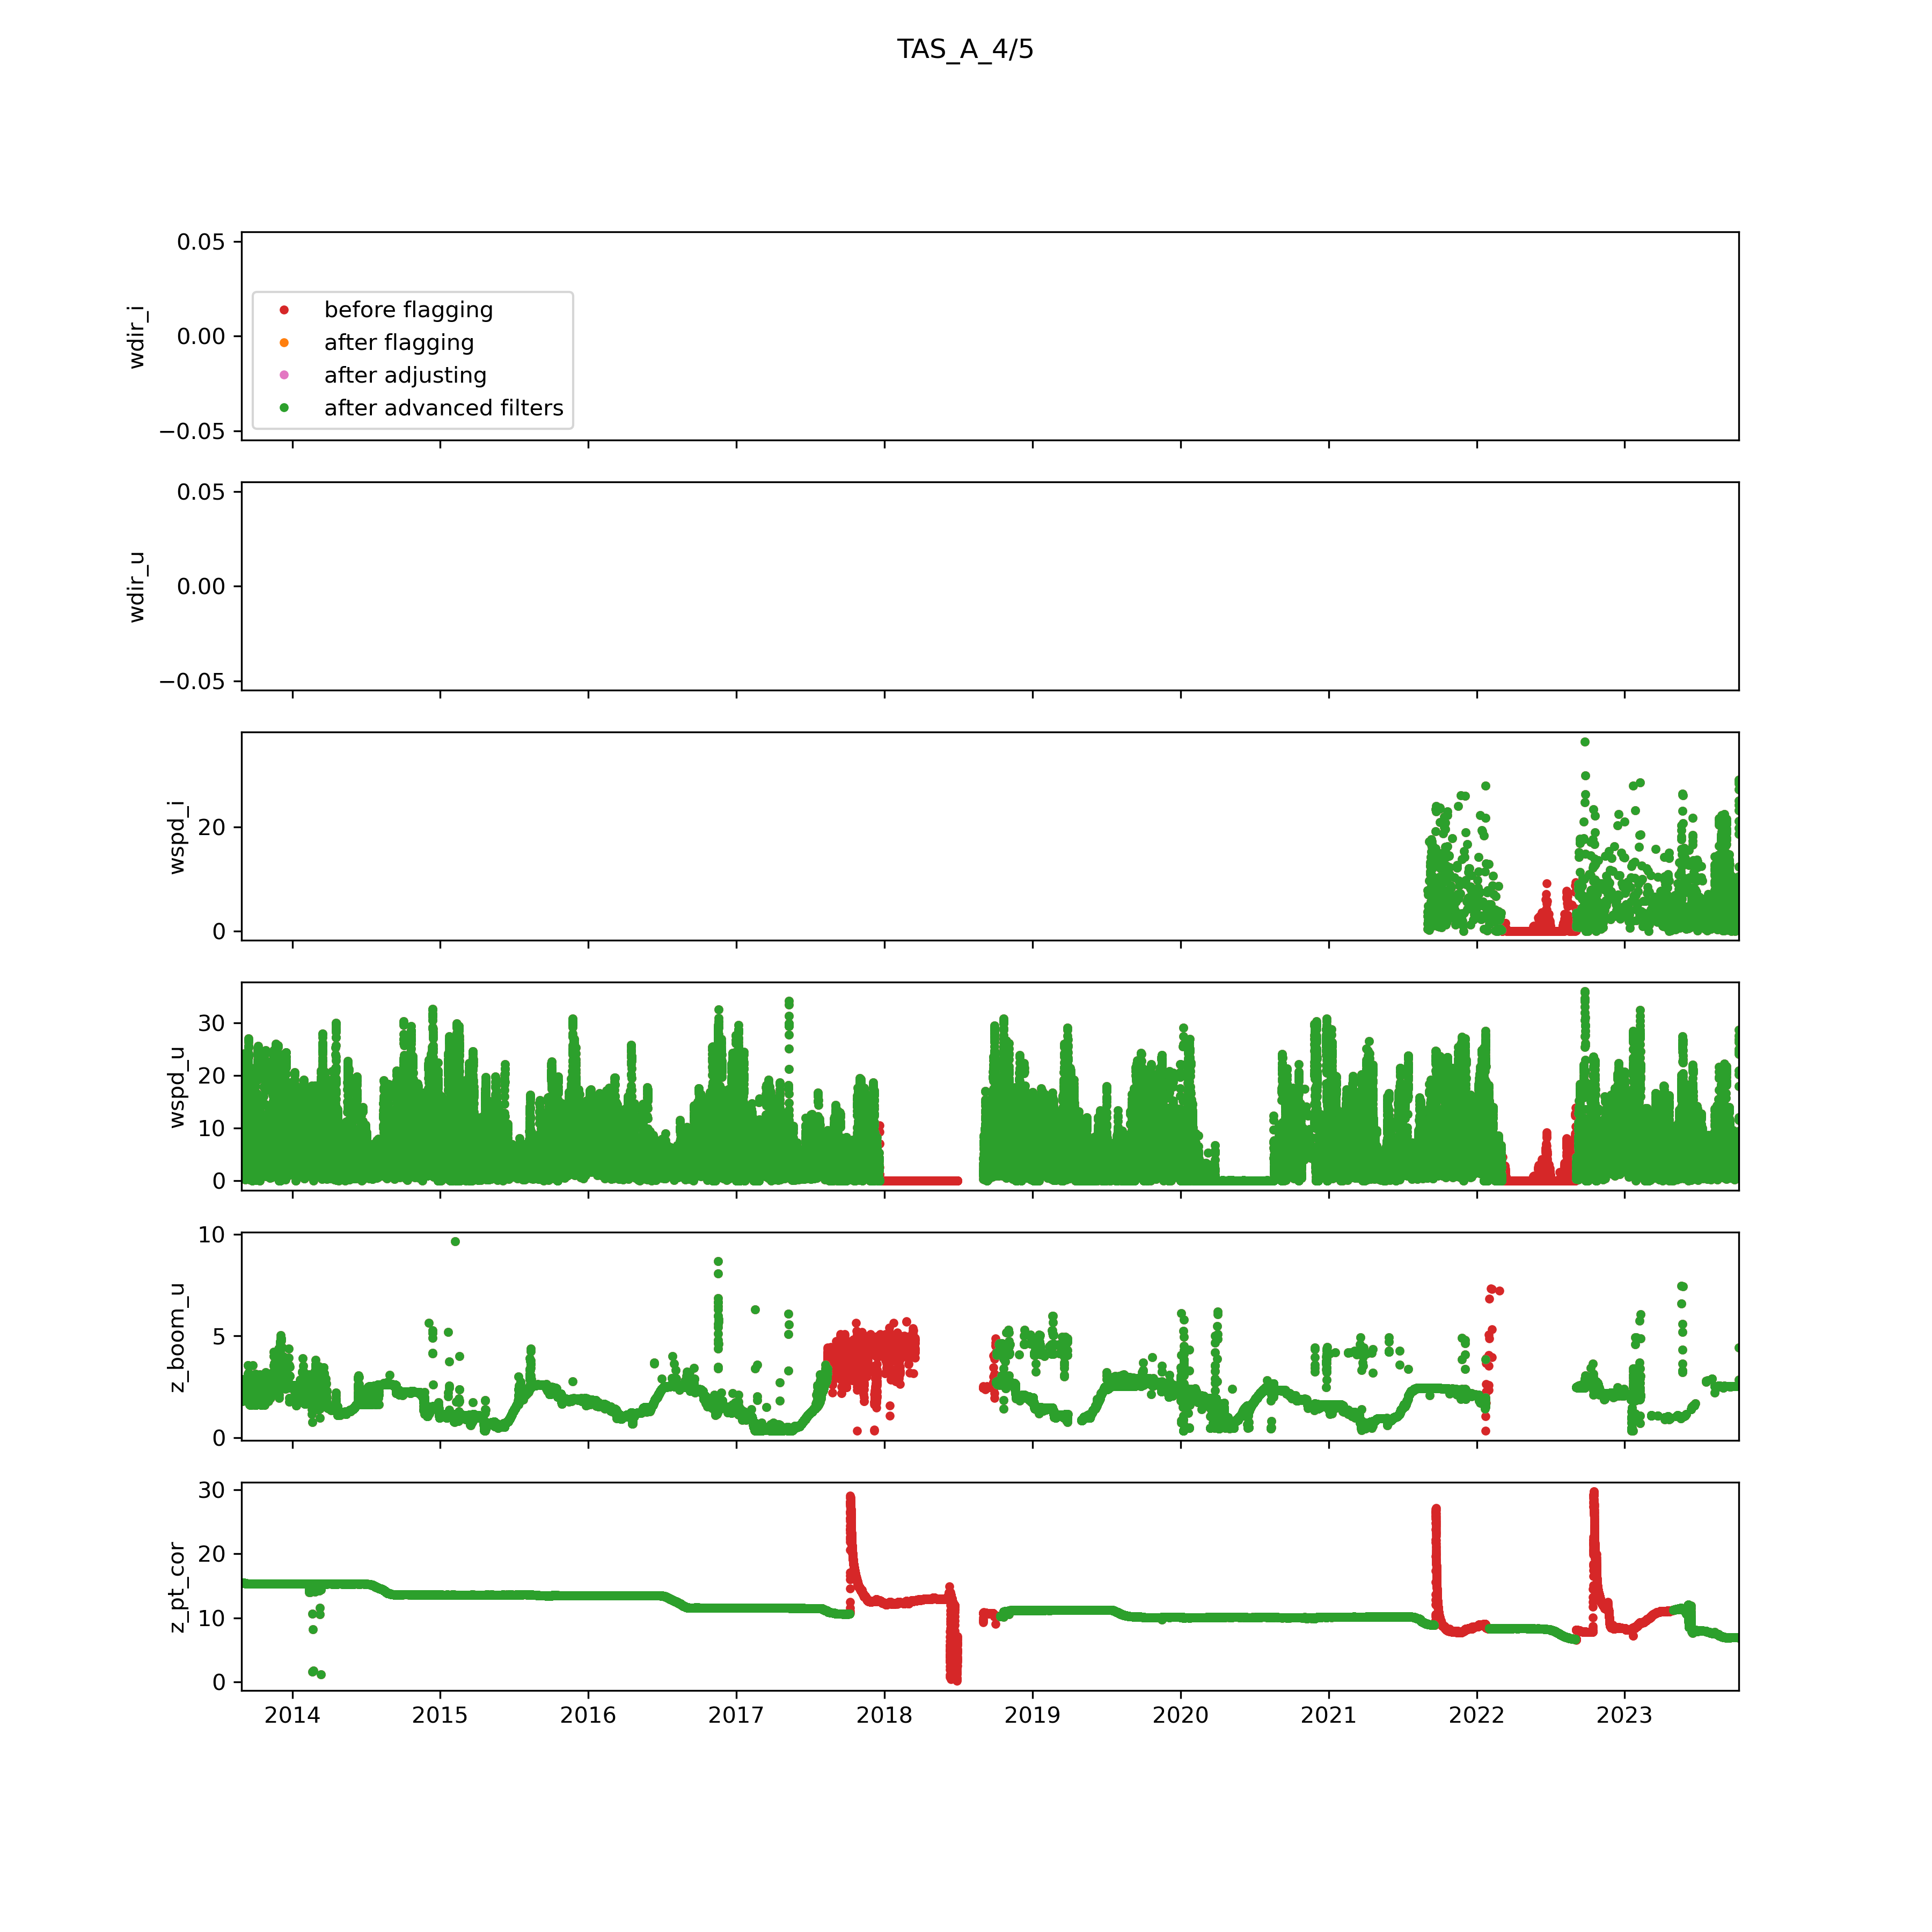 TAS_A_4/5
0.05
0.00
−0.05
wdir_i
before flagging
after flagging
after adjusting
after advanced filters
0.05
0.00
−0.05
wdir_u
20
0
wspd_i
30
20
10
0
wspd_u
10
5
0
z_boom_u
30
20
10
0
z_pt_cor
2014 2015 2016 2017 2018 2019 2020 2021 2022 2023